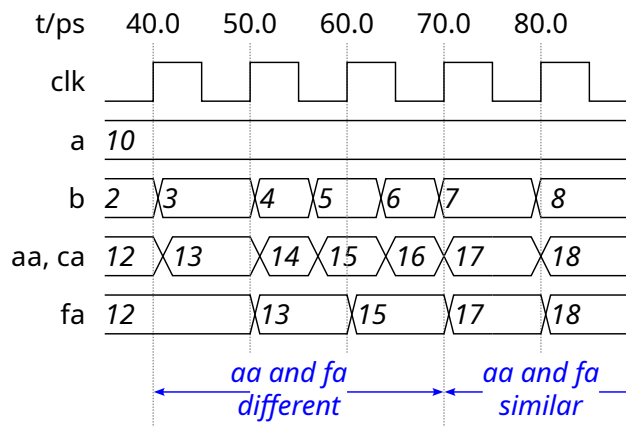 t/ps 40.0 50.0 60.0 70.0 80.0
clk
a 10
b 2 3 4 5 6 7 8
aa, ca 12 13 14 15 16 17 18
fa 12 13 15 17 18
aa and fa aa and fa
different similar